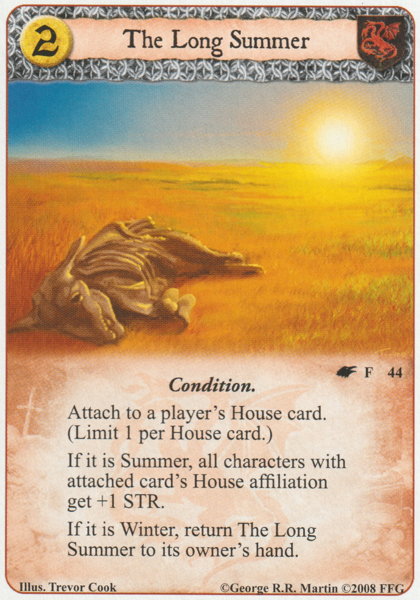 2
The Long Summer
F 44
Condition.
Attach to a player's House card.
(Limit 1 per House card.)
If it is Summer, all characters with
attached card's House affiliation
get +1 STR.
If it is Winter, return The Long
Summer to its owner's hand.
Illus. Trevor Cook ©George R.R. Martin ©2008 FFG